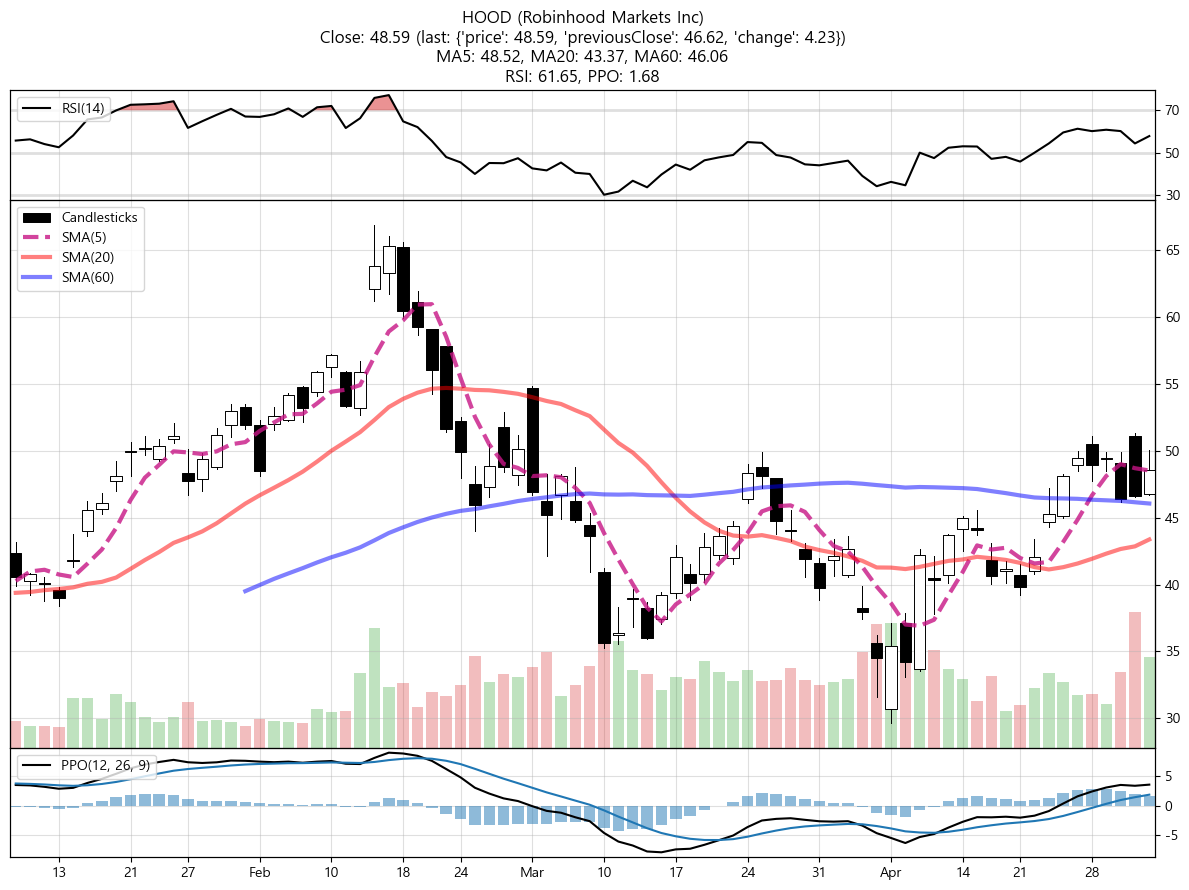 HOOD (Robinhood Markets Inc)
Close: 48.59 (last: {'price': 48.59, 'previousClose': 46.62, 'change': 4.23})
MA5: 48.52, MA20: 43.37, MA60: 46.06
RSI: 61.65, PPO: 1.68
RSI(14)
70
50
30
Candlesticks
SMA(5)
SMA(20)
SMA(60)
65
60
55
50
45
40
35
30
PPO(12, 26, 9)
5
0
-5
13 21 27 Feb 10 18 24 Mar 10 17 24 31 Apr 14 21 28